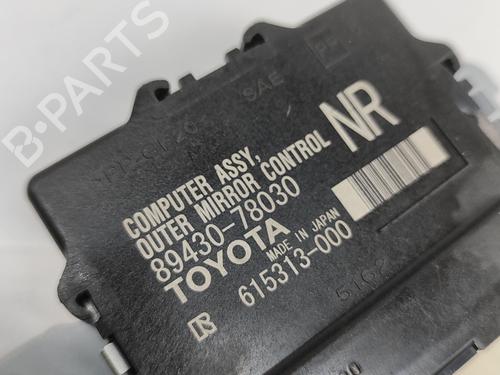 B-PARTS
SAE
COMPUTER ASSY,
OUTER MIRROR CONTROL
NR
89430-78030
TOYOTA
MADE IN JAPAN
615313-000